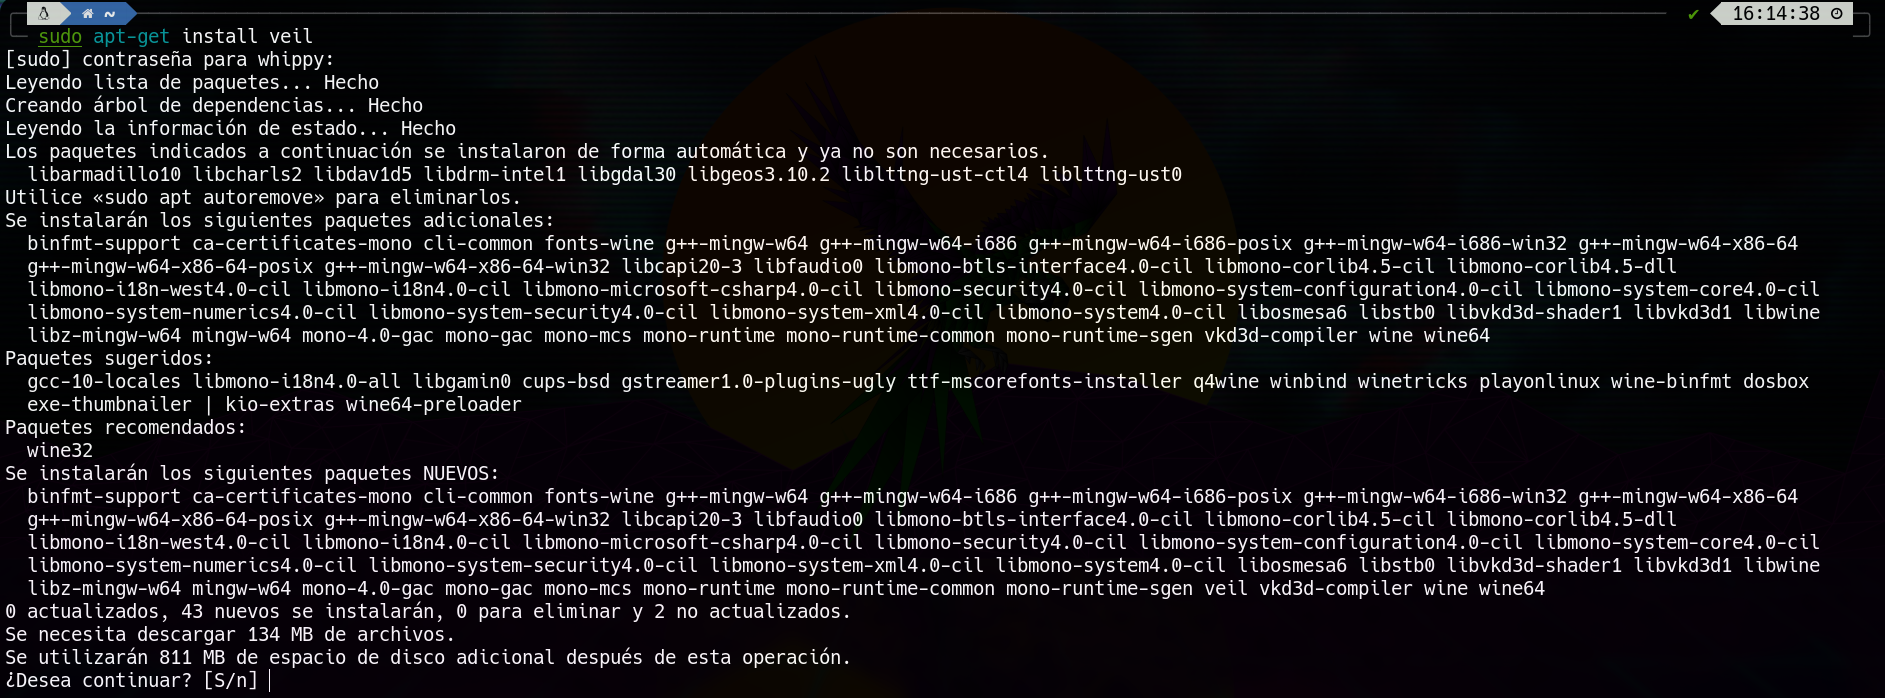 ~ 16:14:38
sudo apt-get install veil
[sudo] contraseña para whippy:
Leyendo lista de paquetes... Hecho
Creando árbol de dependencias... Hecho
Leyendo la información de estado... Hecho
Los paquetes indicados a continuación se instalaron de forma automática y ya no son necesarios.
libarmadillo10 libcharls2 libdav1d5 libdrm-intel1 libgdal30 libgeos3.10.2 liblttng-ust-ctl4 liblttng-ust0
Utilice «sudo apt autoremove» para eliminarlos.
Se instalarán los siguientes paquetes adicionales:
binfmt-support ca-certificates-mono cli-common fonts-wine g++-mingw-w64 g++-mingw-w64-i686 g++-mingw-w64-i686-posix g++-mingw-w64-i686-win32 g++-mingw-w64-x86-64
g++-mingw-w64-x86-64-posix g++-mingw-w64-x86-64-win32 libcapi20-3 libfaudio0 libmono-btls-interface4.0-cil libmono-corlib4.5-cil libmono-corlib4.5-dll
libmono-i18n-west4.0-cil libmono-i18n4.0-cil libmono-microsoft-csharp4.0-cil libmono-security4.0-cil libmono-system-configuration4.0-cil libmono-system-core4.0-cil
libmono-system-numerics4.0-cil libmono-system-security4.0-cil libmono-system-xml4.0-cil libmono-system4.0-cil libosmesa6 libstb0 libvkd3d-shader1 libvkd3d1 libwine
libz-mingw-w64 mingw-w64 mono-4.0-gac mono-gac mono-mcs mono-runtime mono-runtime-common mono-runtime-sgen vkd3d-compiler wine wine64
Paquetes sugeridos:
gcc-10-locales libmono-i18n4.0-all libgamin0 cups-bsd gstreamer1.0-plugins-ugly ttf-mscorefonts-installer q4wine winbind winetricks playonlinux wine-binfmt dosbox
exe-thumbnailer | kio-extras wine64-preloader
Paquetes recomendados:
wine32
Se instalarán los siguientes paquetes NUEVOS:
binfmt-support ca-certificates-mono cli-common fonts-wine g++-mingw-w64 g++-mingw-w64-i686 g++-mingw-w64-i686-posix g++-mingw-w64-i686-win32 g++-mingw-w64-x86-64
g++-mingw-w64-x86-64-posix g++-mingw-w64-x86-64-win32 libcapi20-3 libfaudio0 libmono-btls-interface4.0-cil libmono-corlib4.5-cil libmono-corlib4.5-dll
libmono-i18n-west4.0-cil libmono-i18n4.0-cil libmono-microsoft-csharp4.0-cil libmono-security4.0-cil libmono-system-configuration4.0-cil libmono-system-core4.0-cil
libmono-system-numerics4.0-cil libmono-system-security4.0-cil libmono-system-xml4.0-cil libmono-system4.0-cil libosmesa6 libstb0 libvkd3d-shader1 libvkd3d1 libwine
libz-mingw-w64 mingw-w64 mono-4.0-gac mono-gac mono-mcs mono-runtime mono-runtime-common mono-runtime-sgen veil vkd3d-compiler wine wine64
0 actualizados, 43 nuevos se instalarán, 0 para eliminar y 2 no actualizados.
Se necesita descargar 134 MB de archivos.
Se utilizarán 811 MB de espacio de disco adicional después de esta operación.
¿Desea continuar? [S/n]